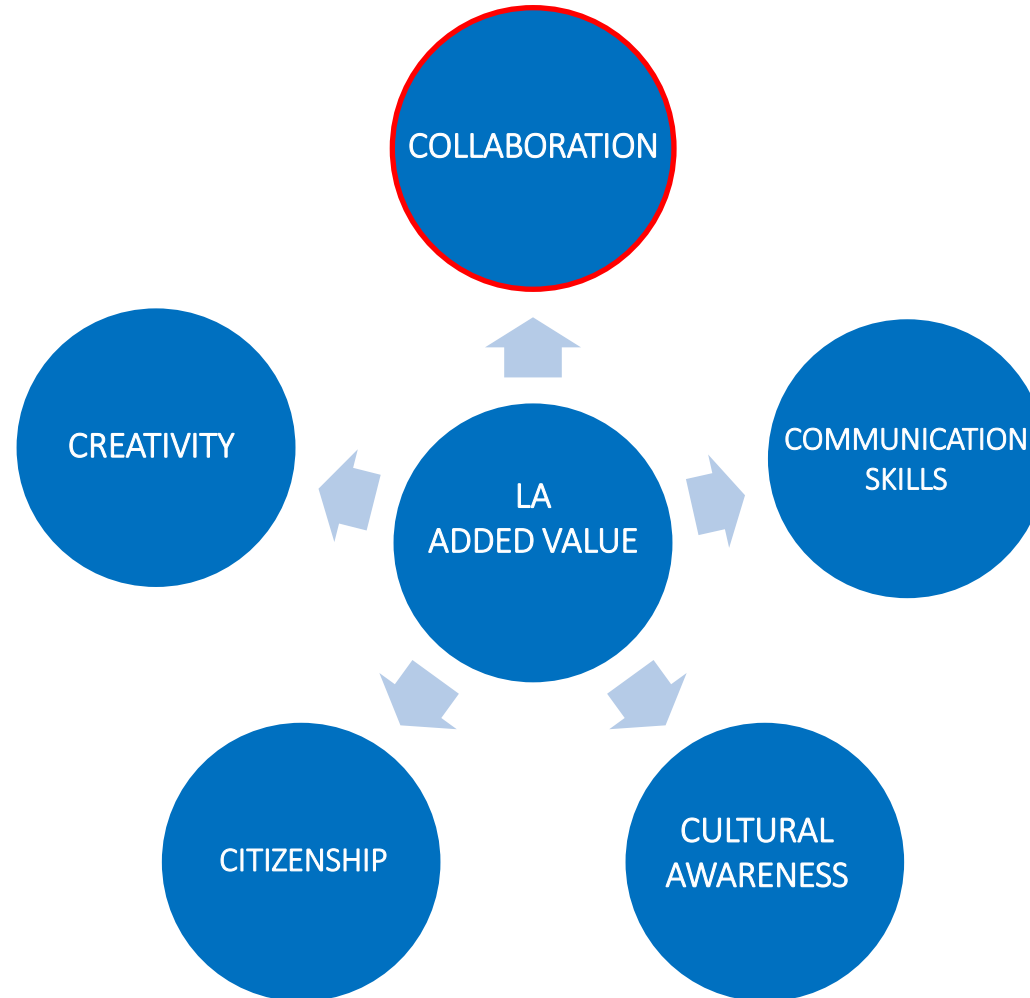 COLLABORATION
CREATIVITY
COMMUNICATION
SKILLS
LA
ADDED VALUE
CITIZENSHIP
CULTURAL
AWARENESS